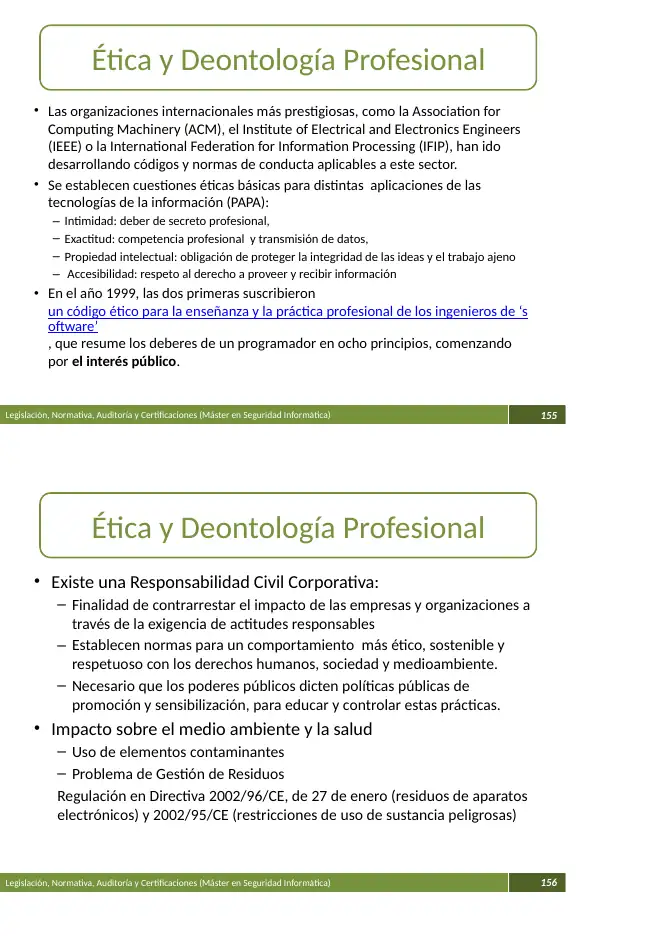 Ética y Deontología Profesional
• Las organizaciones internacionales más prestigiosas, como la Association for
Computing Machinery (ACM), el Institute of Electrical and Electronics Engineers
(IEEE) o la International Federation for Information Processing (IFIP), han ido
desarrollando códigos y normas de conducta aplicables a este sector.
• Se establecen cuestiones éticas básicas para distintas  aplicaciones de las
tecnologías de la información (PAPA):
– Intimidad: deber de secreto profesional,
– Exactitud: competencia profesional  y transmisión de datos,
– Propiedad intelectual: obligación de proteger la integridad de las ideas y el trabajo ajeno
–  Accesibilidad: respeto al derecho a proveer y recibir información
• En el año 1999, las dos primeras suscribieron
un código ético para la enseñanza y la práctica profesional de los ingenieros de ‘s
oftware’
, que resume los deberes de un programador en ocho principios, comenzando
por el interés público.
Legislación, Normativa, Auditoría y Certificaciones (Máster en Seguridad Informàtica)
155
Ética y Deontología Profesional
• Existe una Responsabilidad Civil Corporativa:
– Finalidad de contrarrestar el impacto de las empresas y organizaciones a
través de la exigencia de actitudes responsables
– Establecen normas para un comportamiento  más ético, sostenible y
respetuoso con los derechos humanos, sociedad y medioambiente.
– Necesario que los poderes públicos dicten políticas públicas de
promoción y sensibilización, para educar y controlar estas prácticas.
• Impacto sobre el medio ambiente y la salud
– Uso de elementos contaminantes
– Problema de Gestión de Residuos
Regulación en Directiva 2002/96/CE, de 27 de enero (residuos de aparatos
electrónicos) y 2002/95/CE (restricciones de uso de sustancia peligrosas)
Legislación, Normativa, Auditoría y Certificaciones (Máster en Seguridad Informàtica)
156